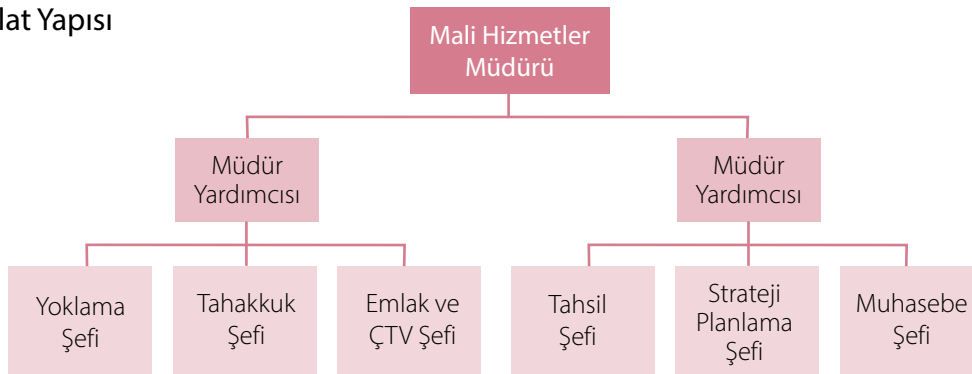 Yapısı
Mali Hizmetler
Müdürü
Müdür
Yardımcısı
Müdür
Yardımcısı
Yoklama
Şefi
Tahakkuk
Şefi
Emlak ve
ÇTV Şefi
Tahsil
Şefi
Strateji
Planlama
Şefi
Muhasebe
Şefi